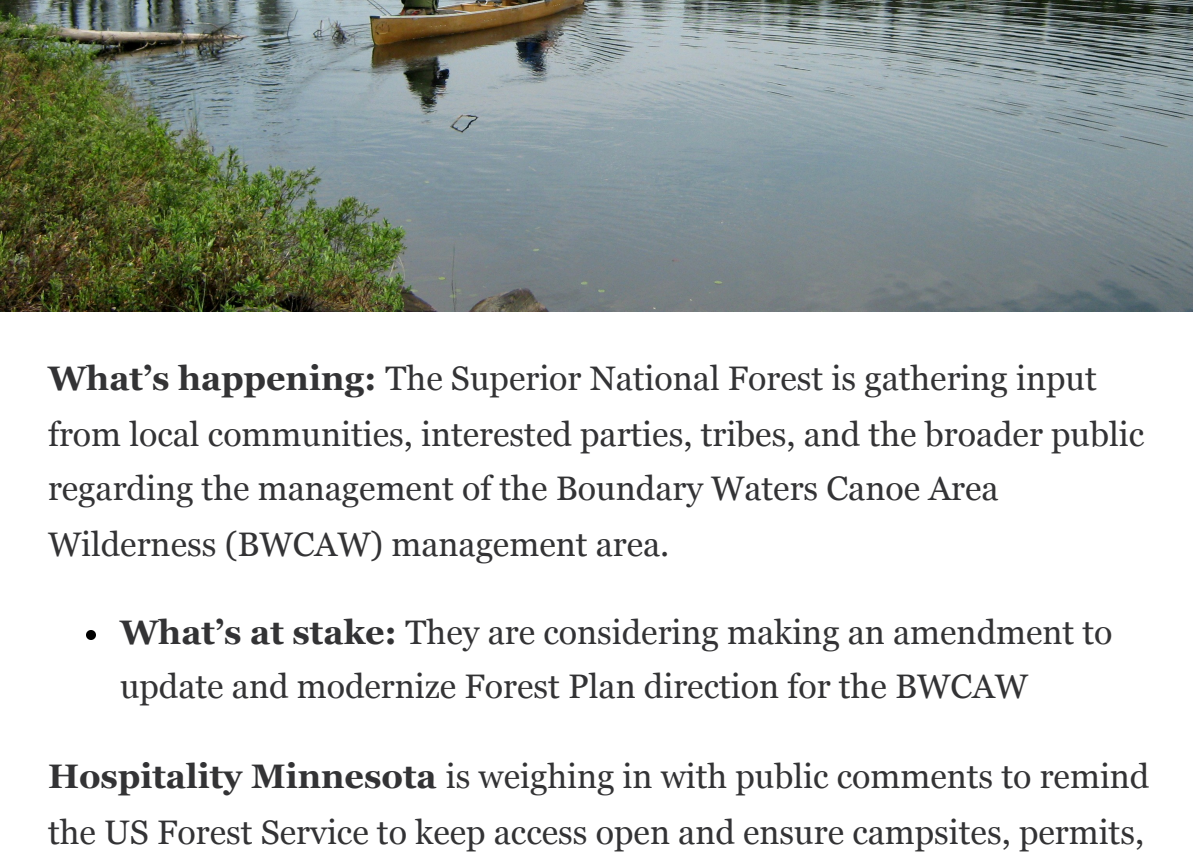 What’s happening: The Superior National Forest is gathering input
from local communities, interested parties, tribes, and the broader public
regarding the management of the Boundary Waters Canoe Area
Wilderness (BWCAW) management area.
• What’s at stake: They are considering making an amendment to
update and modernize Forest Plan direction for the BWCAW
Hospitality Minnesota is weighing in with public comments to remind
the US Forest Service to keep access open and ensure campsites, permits,